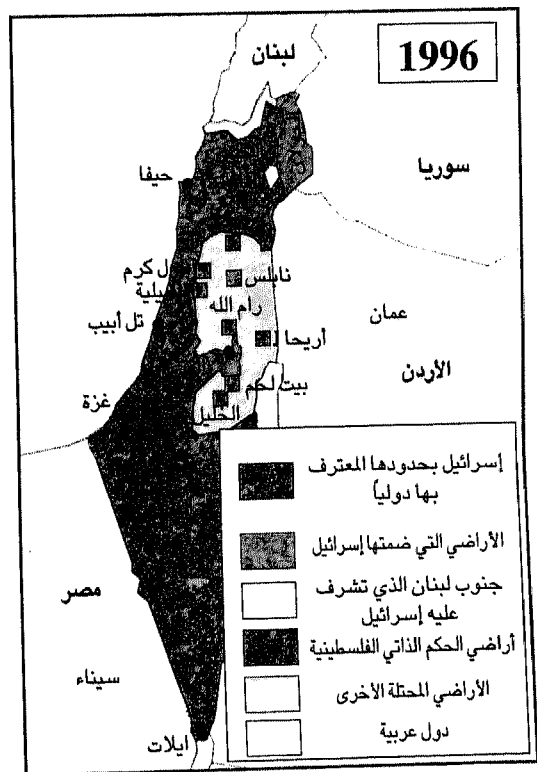 1996
لبنان
سوريا
حيفا
ل كرم
نابلس
يلية
رام الله
عمان
تل أبيب
أريحا
الأردن
بيت لحم
غزة
الخليل
إسرائيل بحدودها المعترف
بها دولياً
الأراضي التي ضمتها إسرائيل
جنوب لبنان الذي تشرف
عليه إسرائيل
أراضي الحكم الذاتي الفلسطينية
الأراضي المحتلة الأخرى
دول عربية
مصر
سيناء
ايلات